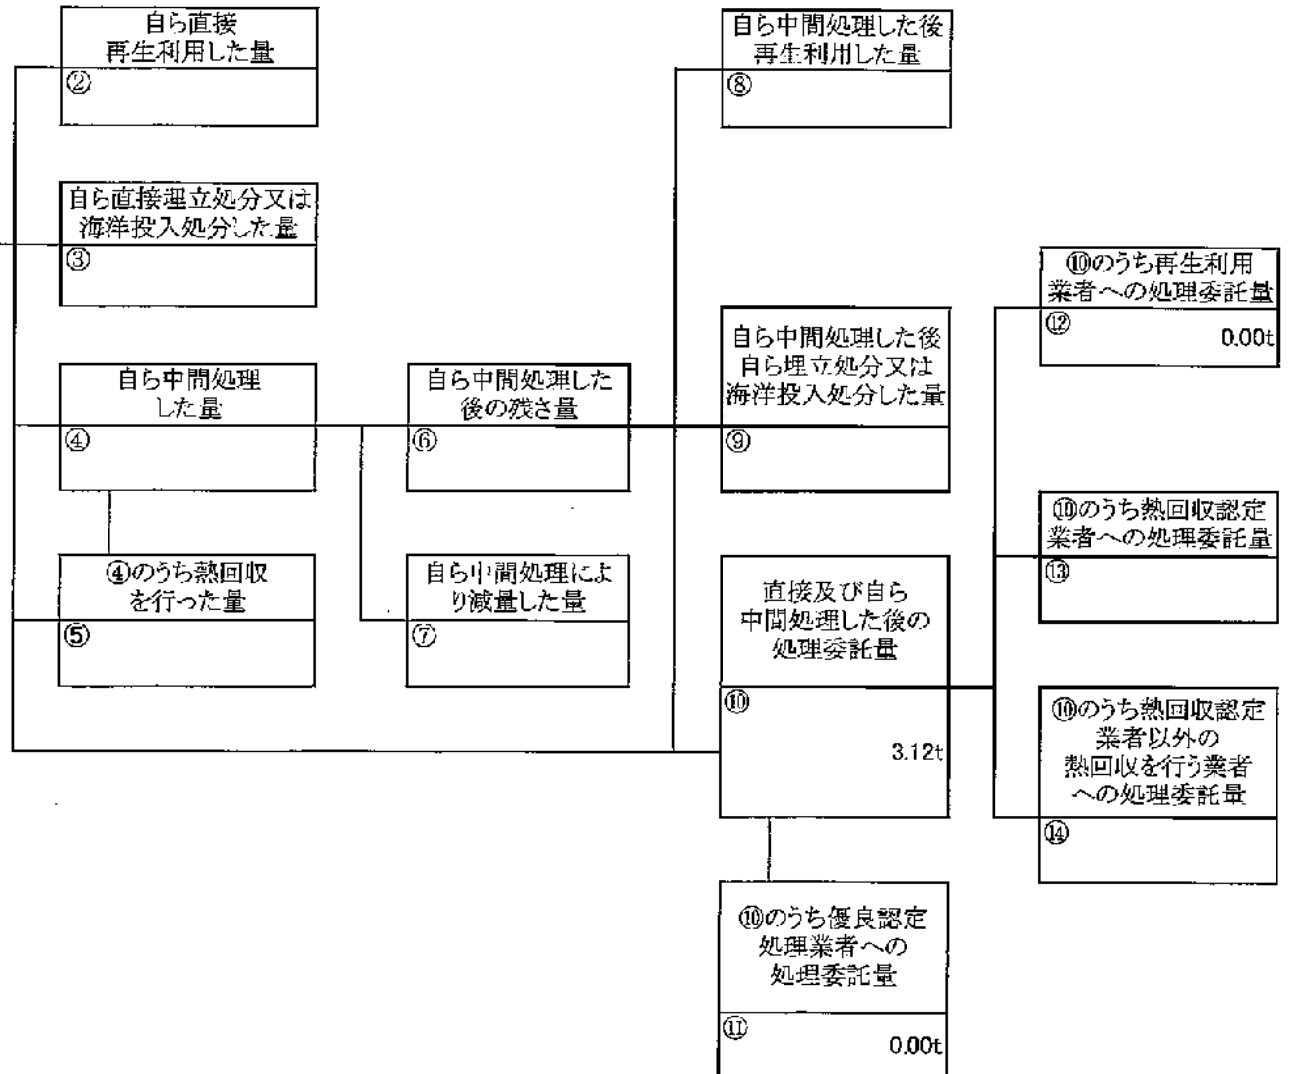 自ら直接
再生利用した量
②
自ら直接埋立処分又は
海洋投入処分した量
③
自ら中間処理
した量
④
④のうち熱回収
を行った量
⑤
自ら中間処理した
後の残さ量
⑥
自ら中間処理によ
り減量した量
⑦
自ら中間処理した後
再生利用した量
⑧
自ら中間処理した後
自ら埋立処分又は
海洋投入処分した量
⑨
直接及び自ら
中間処理した後の
処理委託量
⑩
3.12t
⑩のうち優良認定
処理業者への
処理委託量
⑪
0.00t
⑩のうち再生利用
業者への処理委託量
⑫
0.00t
⑩のうち熱回収認定
業者への処理委託量
⑬
⑩のうち熱回収認定
業者以外の
熱回収を行う業者
への処理委託量
⑭